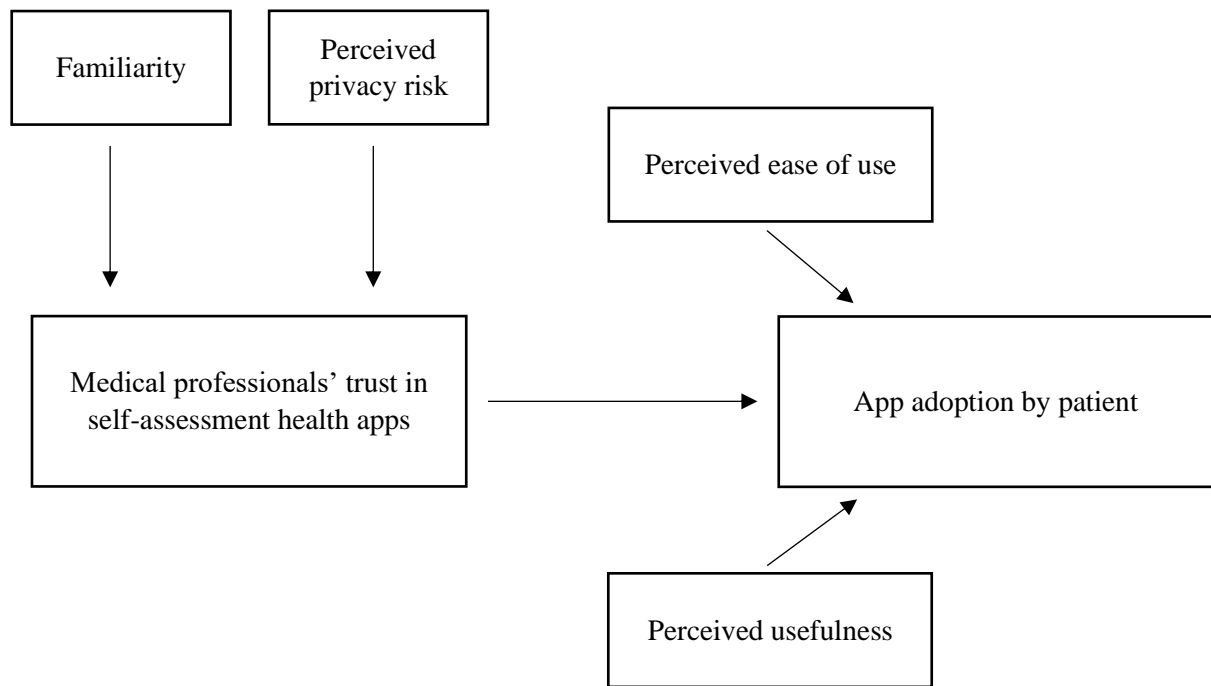 Familiarity
Perceived
privacy risk
Perceived ease of use
Medical professionals’ trust in
self-assessment health apps
App adoption by patient
Perceived usefulness